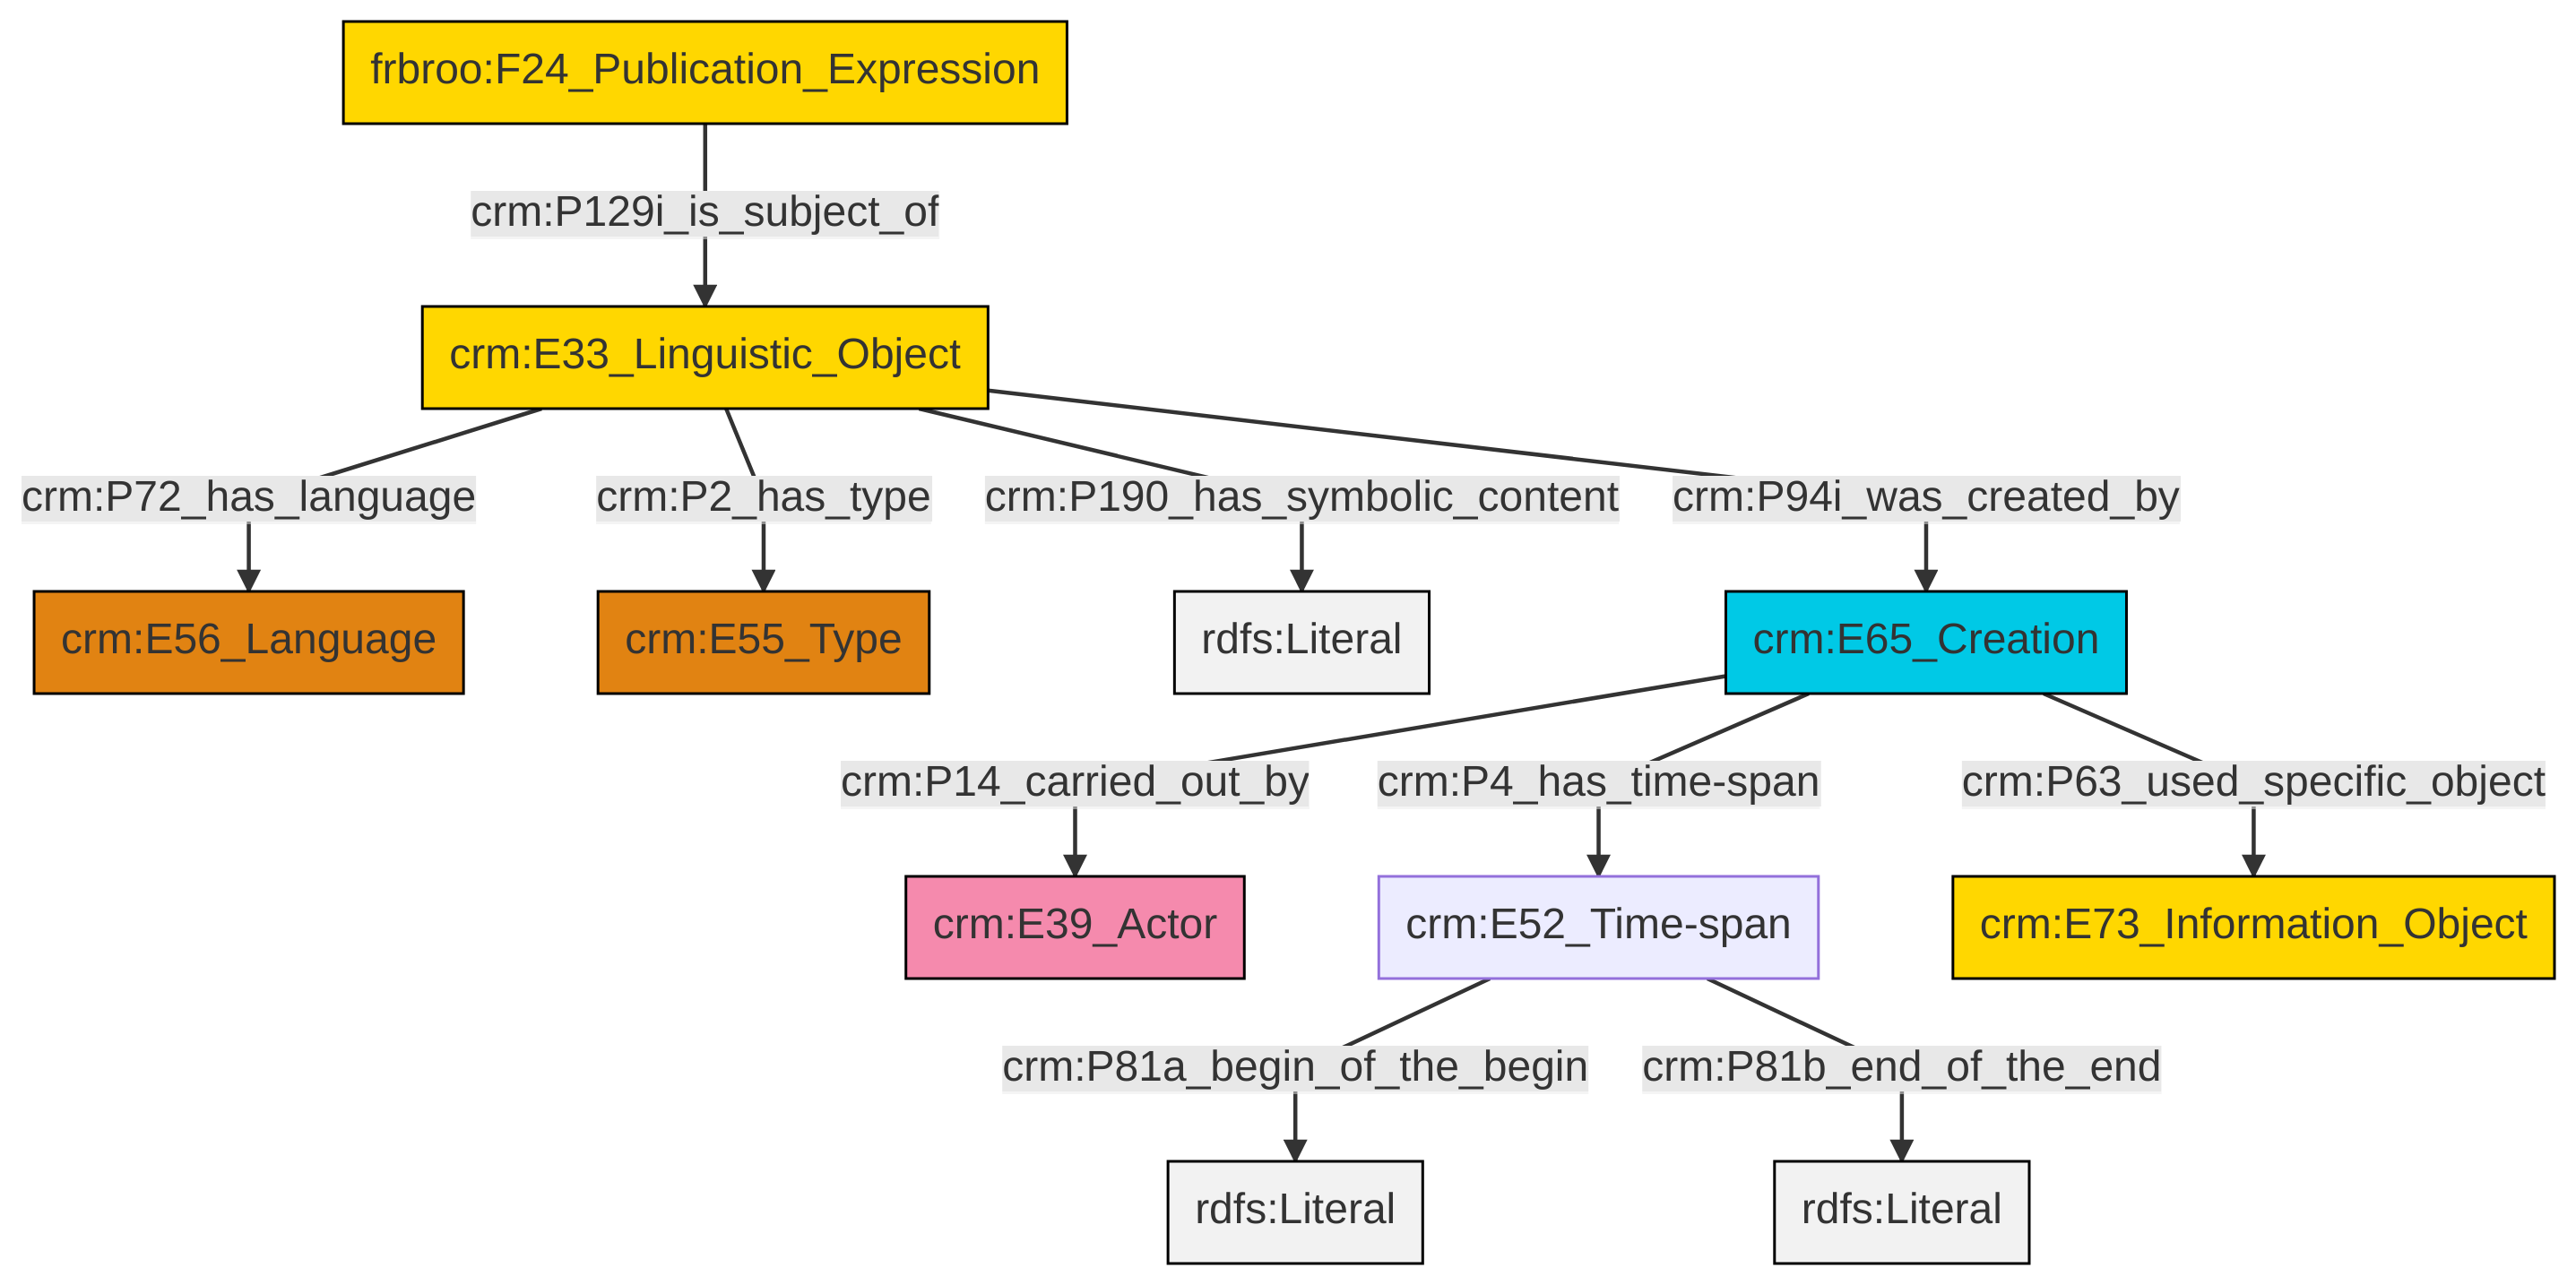 frbroo:F24_Publication_Expression
crm:P129i_is_subject_of
crm:E33_Linguistic_Object
crm:P72_has_language
crm:P2_has_type
crm:P190_has_symbolic_content
crm:P94i_was_created_by
crm:E56_Language
crm:E55_Type
rdfs:Literal
crm:E65_Creation
crm:P14_carried_out_by
crm:P4_has_time-span
crm:P63_used_specific_object
crm:E39_Actor
crm:E52_Time-span
crm:E73_Information_Object
crm:P81a_begin_of_the_begin
crm:P81b_end_of_the_end
rdfs:Literal
rdfs:Literal